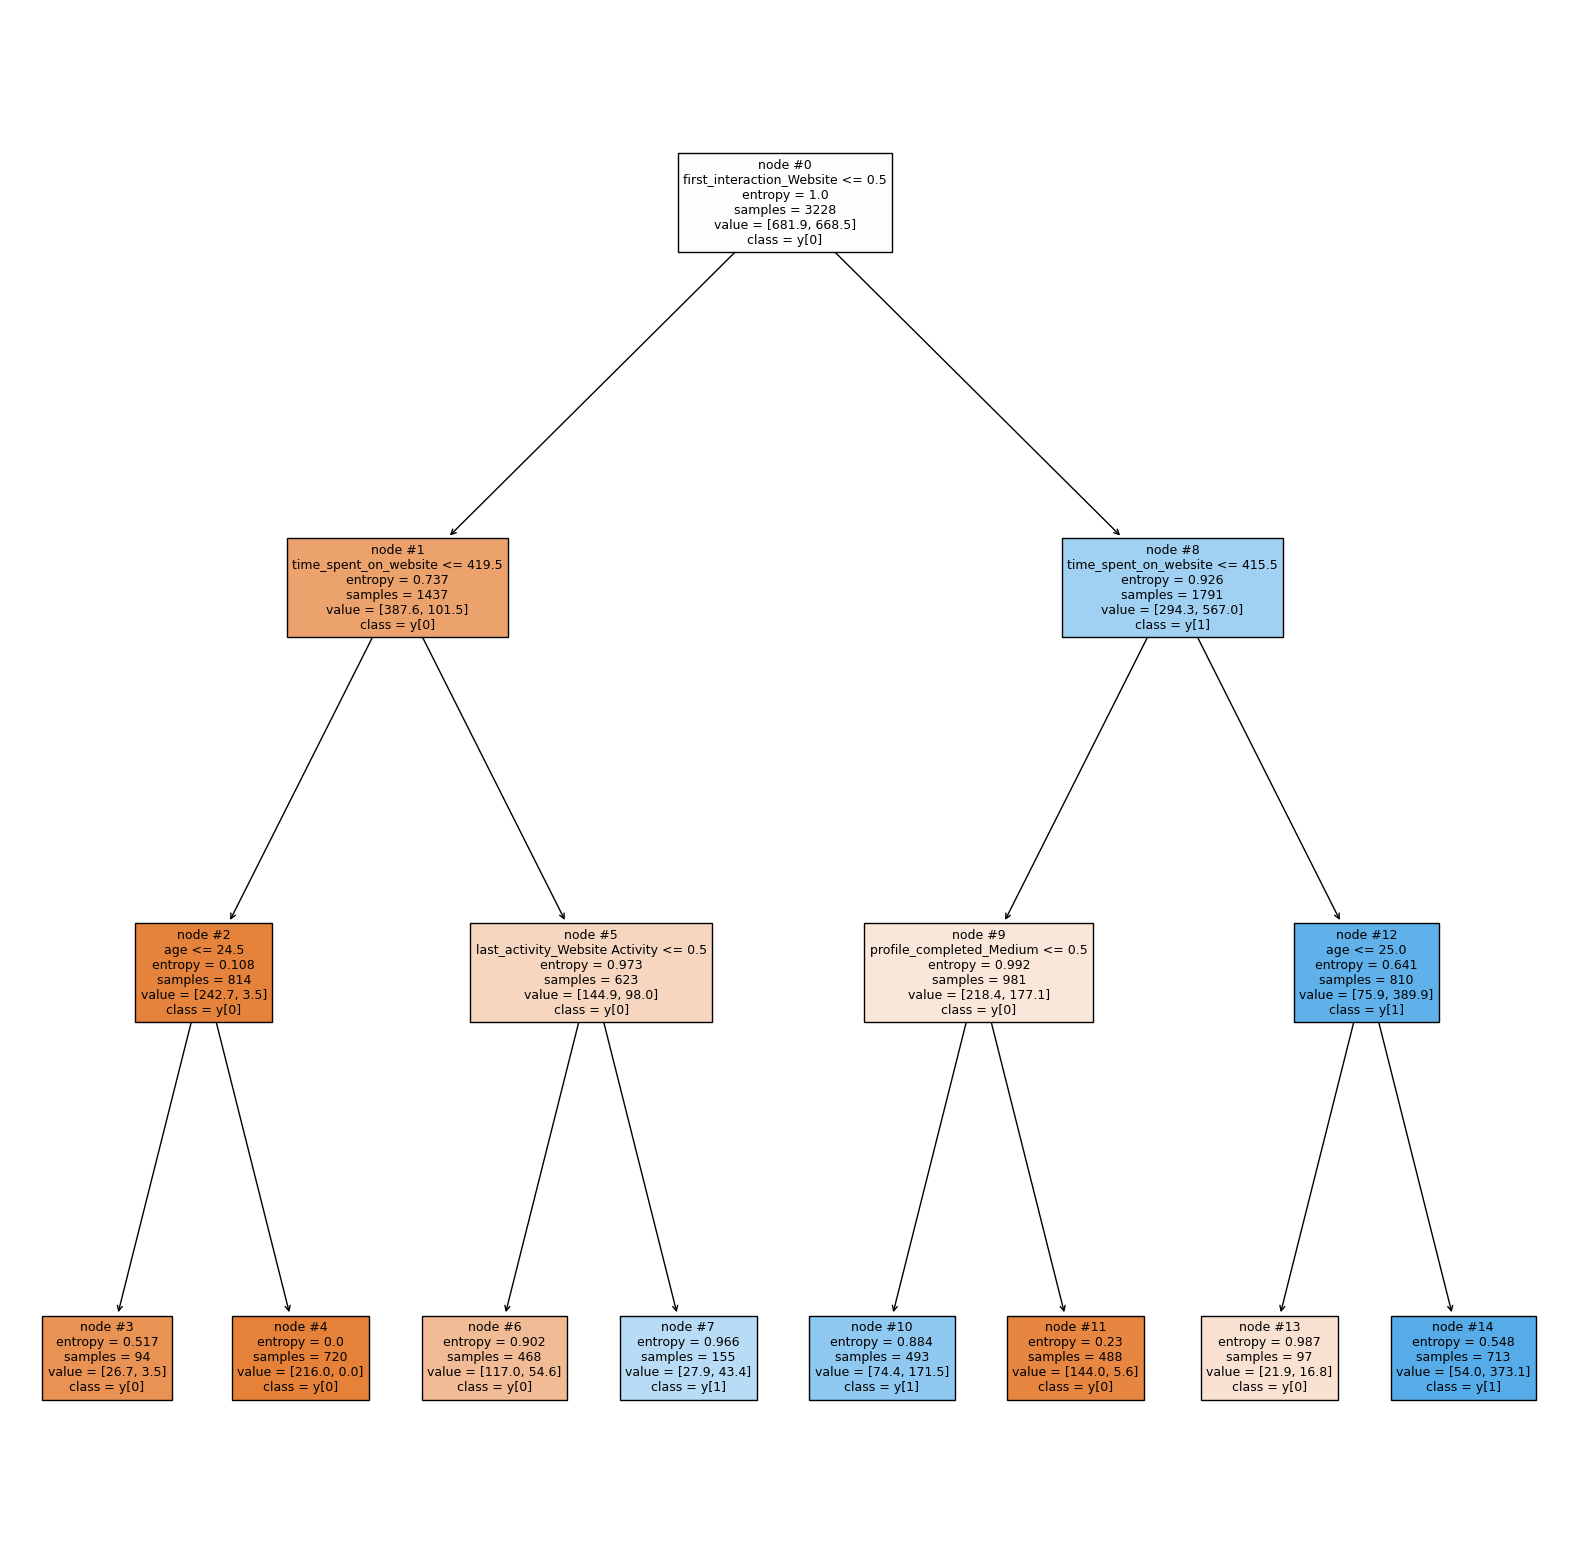 node #0
first_interaction_Website <= 0.5
entropy = 1.0
samples = 3228
value = [681.9, 668.5]
class = y[0]
node #1
time_spent_on_website <= 419.5
entropy = 0.737
samples = 1437
value = [387.6, 101.5]
class = y[0]
node #8
time_spent_on_website <= 415.5
entropy = 0.926
samples = 1791
value = [294.3, 567.0]
class = y[1]
node #2
age <= 24.5
entropy = 0.108
samples = 814
value = [242.7, 3.5]
class = y[0]
node #5
last_activity_Website Activity <= 0.5
entropy = 0.973
samples = 623
value = [144.9, 98.0]
class = y[0]
node #9
profile_completed_Medium <= 0.5
entropy = 0.992
samples = 981
value = [218.4, 177.1]
class = y[0]
node #12
age <= 25.0
entropy = 0.641
samples = 810
value = [75.9, 389.9]
class = y[1]
node #3
entropy = 0.517
samples = 94
value = [26.7, 3.5]
class = y[0]
node #4
entropy = 0.0
samples = 720
value = [216.0, 0.0]
class = y[0]
node #6
entropy = 0.902
samples = 468
value = [117.0, 54.6]
class = y[0]
node #7
entropy = 0.966
samples = 155
value = [27.9, 43.4]
class = y[1]
node #10
entropy = 0.884
samples = 493
value = [74.4, 171.5]
class = y[1]
node #11
entropy = 0.23
samples = 488
value = [144.0, 5.6]
class = y[0]
node #13
entropy = 0.987
samples = 97
value = [21.9, 16.8]
class = y[0]
node #14
entropy = 0.548
samples = 713
value = [54.0, 373.1]
class = y[1]